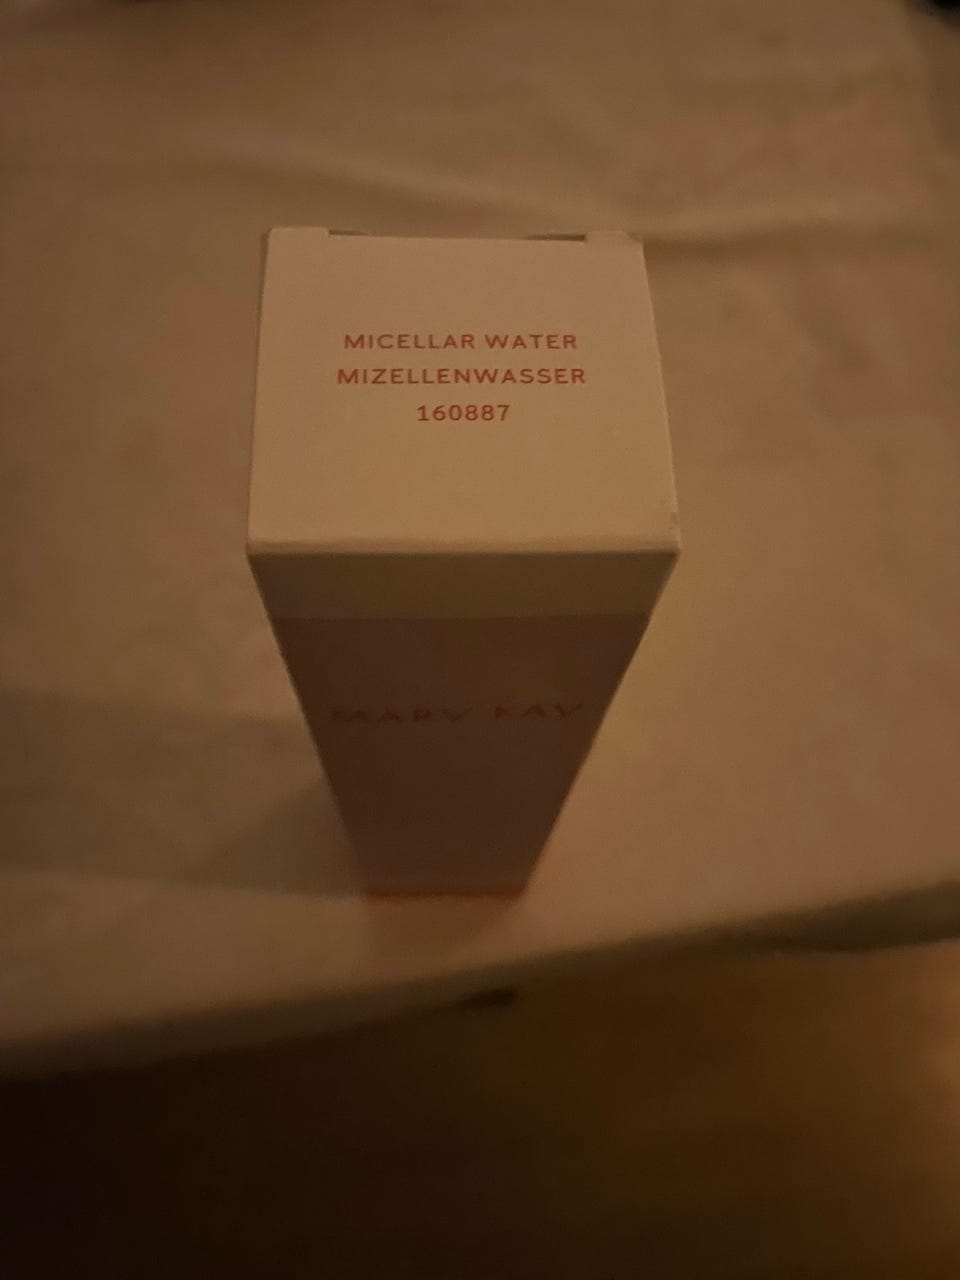 MICELLAR WATER
MIZELLENWASSER
160887
MARY KAY